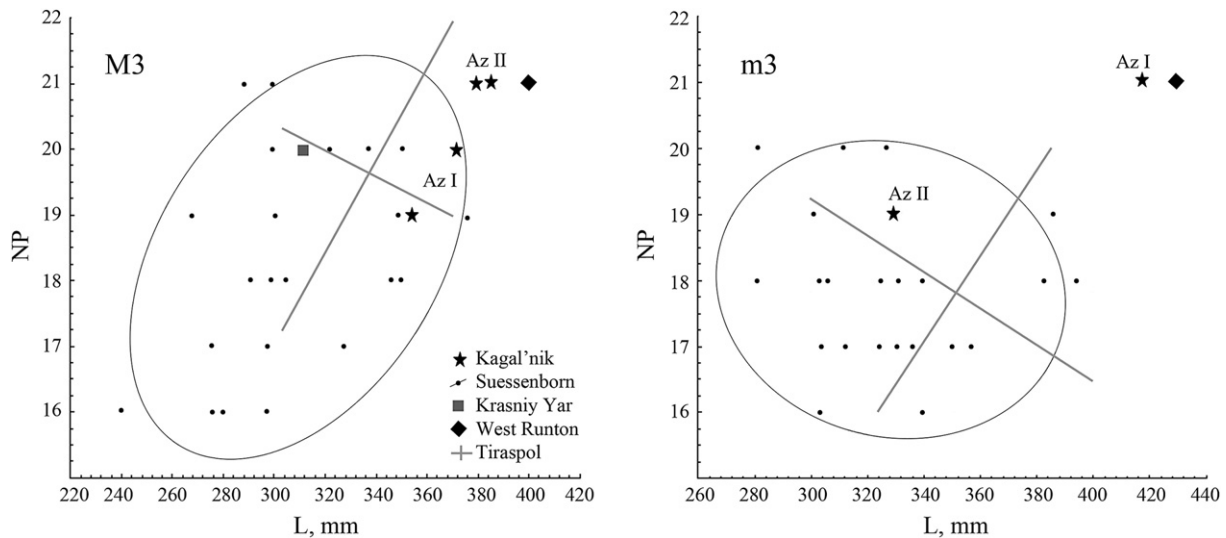 M3
NP
22
21
20
19
18
17
16
Az II
Az I
Kagal'nik
Suessenborn
Krasniy Yar
West Runton
Tiraspol
220 240 260 280 300 320 340 360 380 400 420
L, mm
m3
NP
22
21
20
19
18
17
16
Az I
Az II
260 280 300 320 340 360 380 400 420 440
L, mm